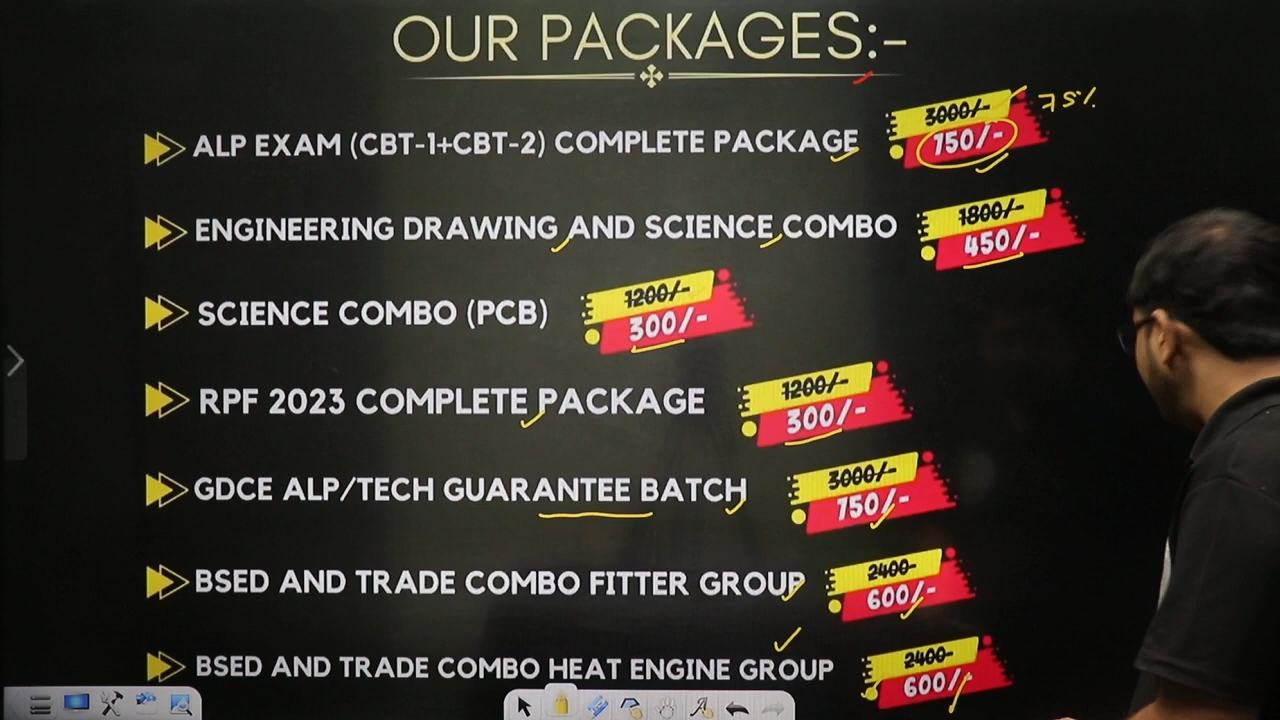 OUR PACKAGES:-
ALP EXAM (CBT-1+CBT-2) COMPLETE PACKAGE 3000/- 75%
750/-
ENGINEERING DRAWING AND SCIENCE COMBO 1800/-
450/-
SCIENCE COMBO (PCB) 1200/-
300/-
RPF 2023 COMPLETE PACKAGE 1200/-
300/-
GDCE ALP/TECH GUARANTEE BATCH 3000/-
750/-
BSED AND TRADE COMBO FITTER GROUP 2400-
600/-
BSED AND TRADE COMBO HEAT ENGINE GROUP 2400-
600/-